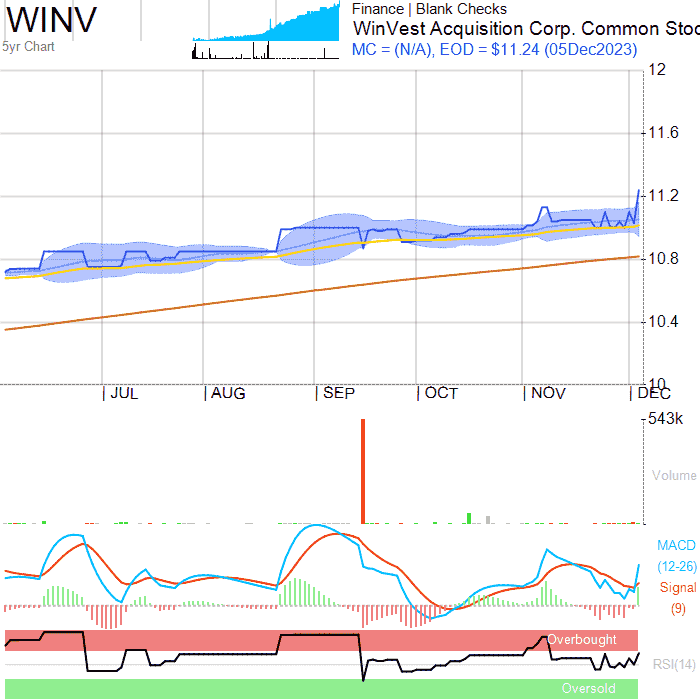 WINV
5yr Chart
Finance | Blank Checks
WinVest Acquisition Corp. Common Stoc
MC = (N/A), EOD = $11.24 (05Dec2023)
12
11.6
11.2
10.8
10.4
10
JUL AUG SEP OCT NOV DEC
543k
Volume
MACD
(12-26)
Signal
(9)
Overbought
RSI(14)
Oversold